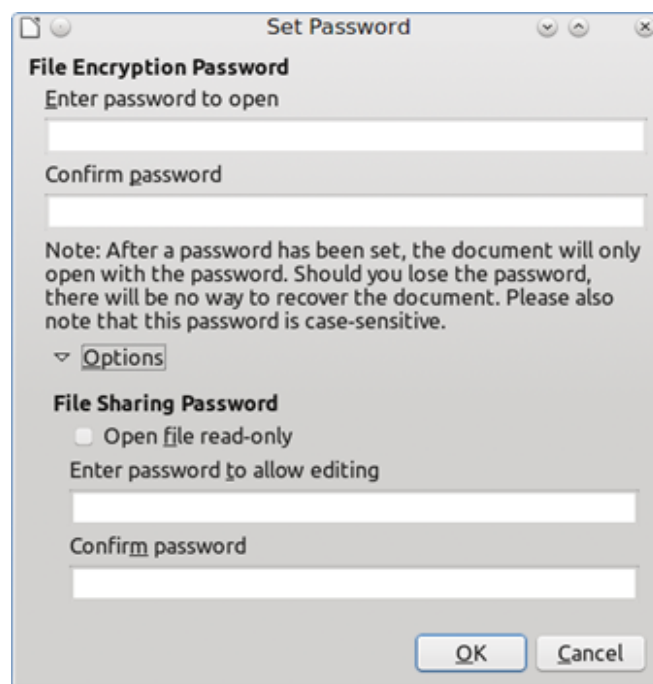 Set Password
File Encryption Password
Enter password to open
Confirm password
Note: After a password has been set, the document will only
open with the password. Should you lose the password,
there will be no way to recover the document. Please also
note that this password is case-sensitive.
Options
File Sharing Password
Open file read-only
Enter password to allow editing
Confirm password
OK Cancel